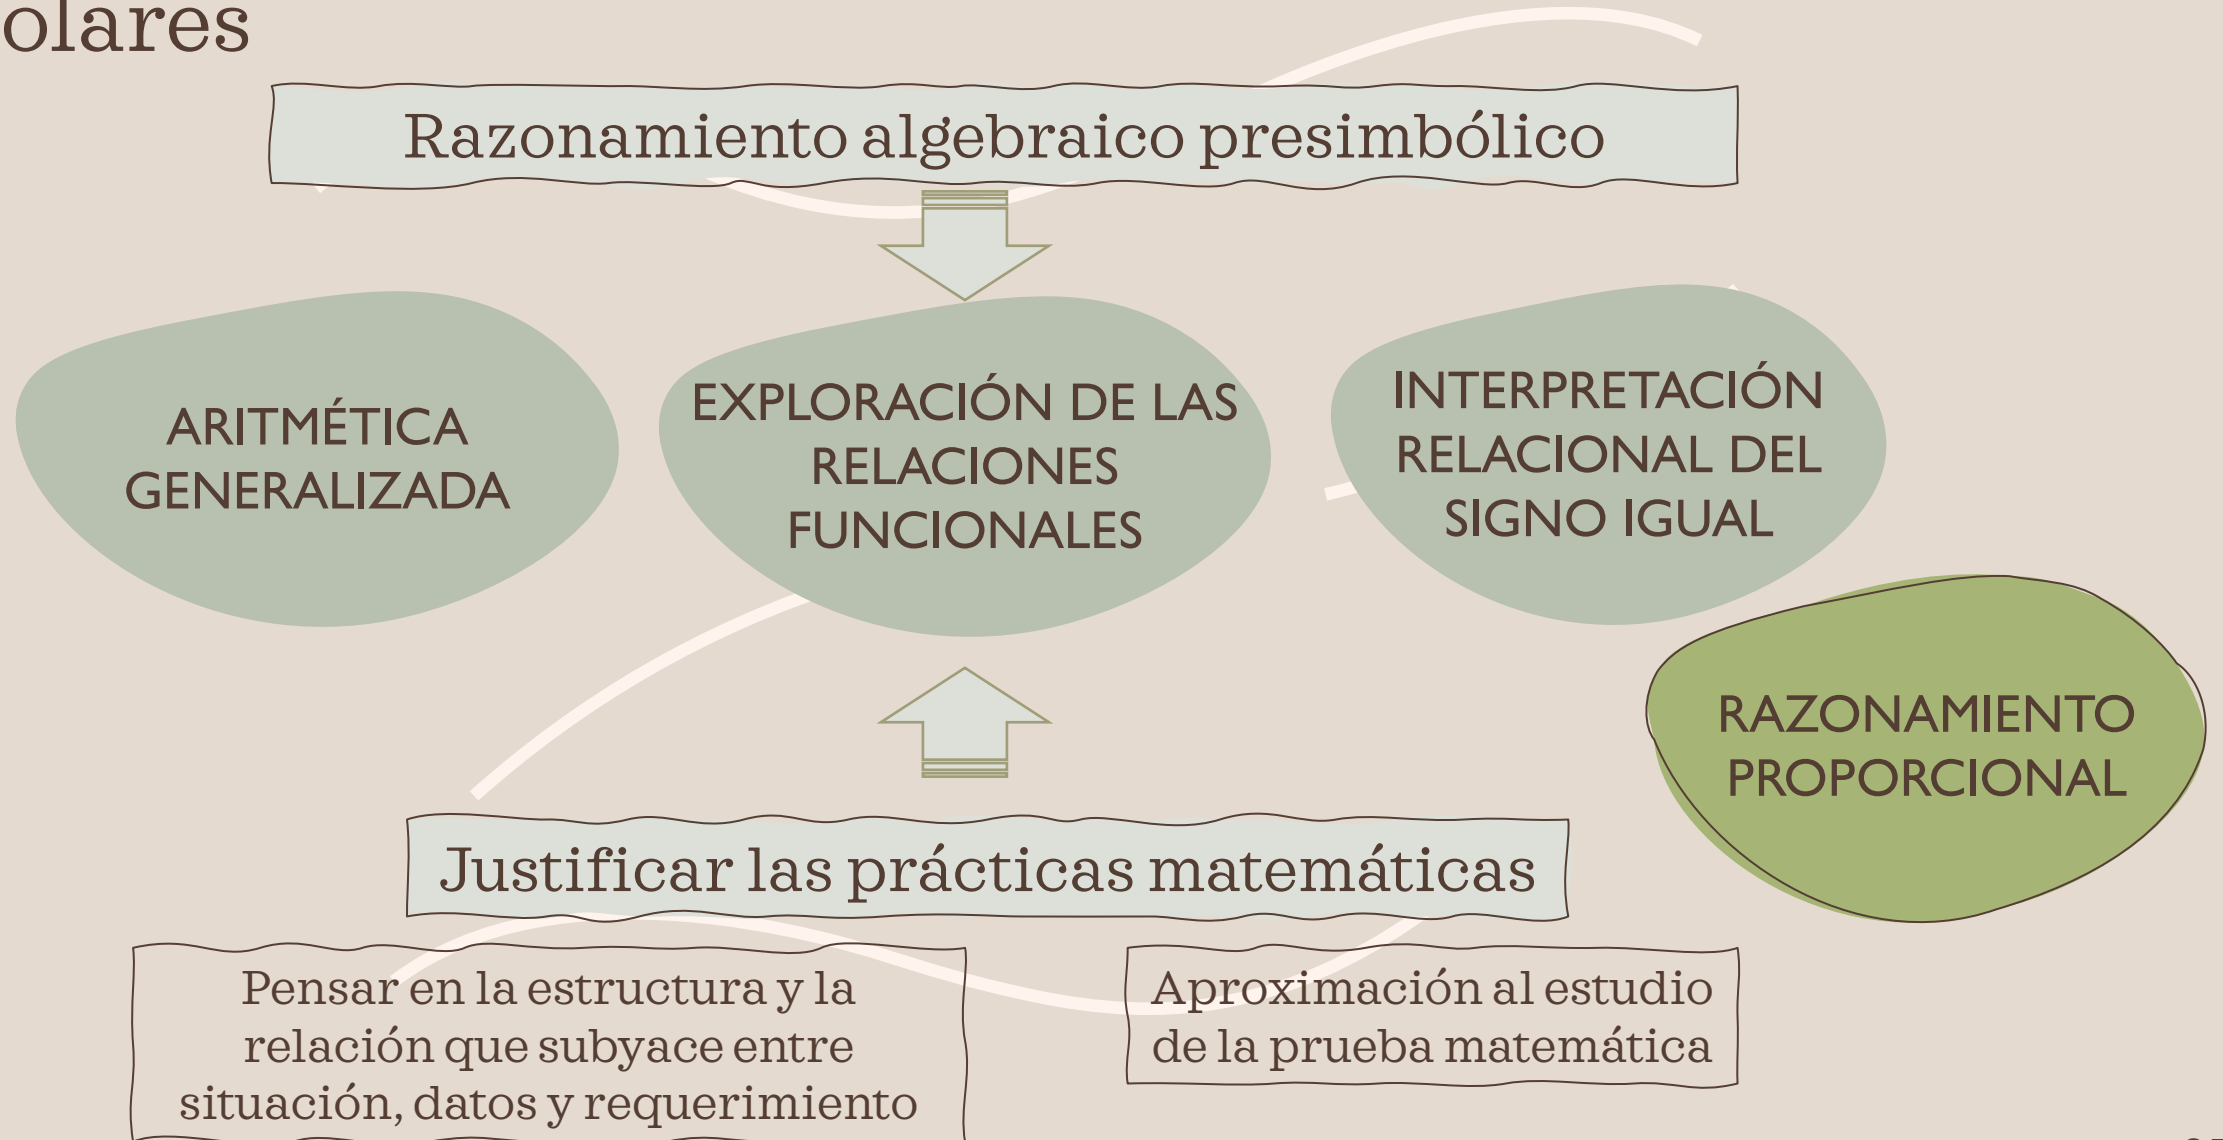 olares
Razonamiento algebraico presimbólico
ARITMÉTICA
GENERALIZADA
EXPLORACIÓN DE LAS
RELACIONES
FUNCIONALES
INTERPRETACIÓN
RELACIONAL DEL
SIGNO IGUAL
RAZONAMIENTO
PROPORCIONAL
Justificar las prácticas matemáticas
Pensar en la estructura y la
relación que subyace entre
situación, datos y requerimiento
Aproximación al estudio
de la prueba matemática